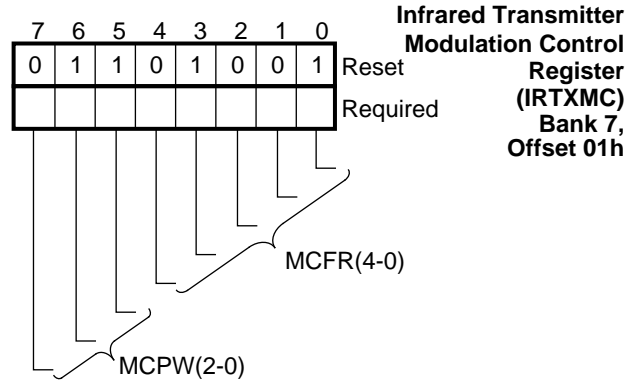 Infrared Transmitter
Modulation Control
Register
(IRTXMC)
Bank 7,
Offset 01h
7 6 5 4 3 2 1 0
0 1 1 0 1 0 0 1 Reset
Required
MCFR(4-0)
MCPW(2-0)